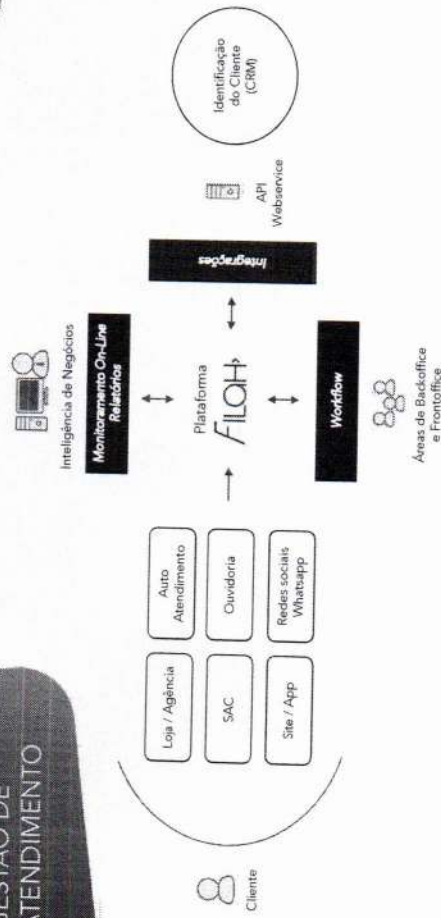 GESTÃO DE
ATENDIMENTO
Cliente
Loja / Agência
Auto
Atendimento
SAC
Ouvidoria
Site / App
Redes sociais
Whatsapp
Inteligência de Negócios
Monitoramento On-Line
Relatórios
Plataforma
FILOH
Workflow
Áreas de Backoffice
e Frontoffice
Integrações
API
Webservice
Identificação
do Cliente
(CRM)